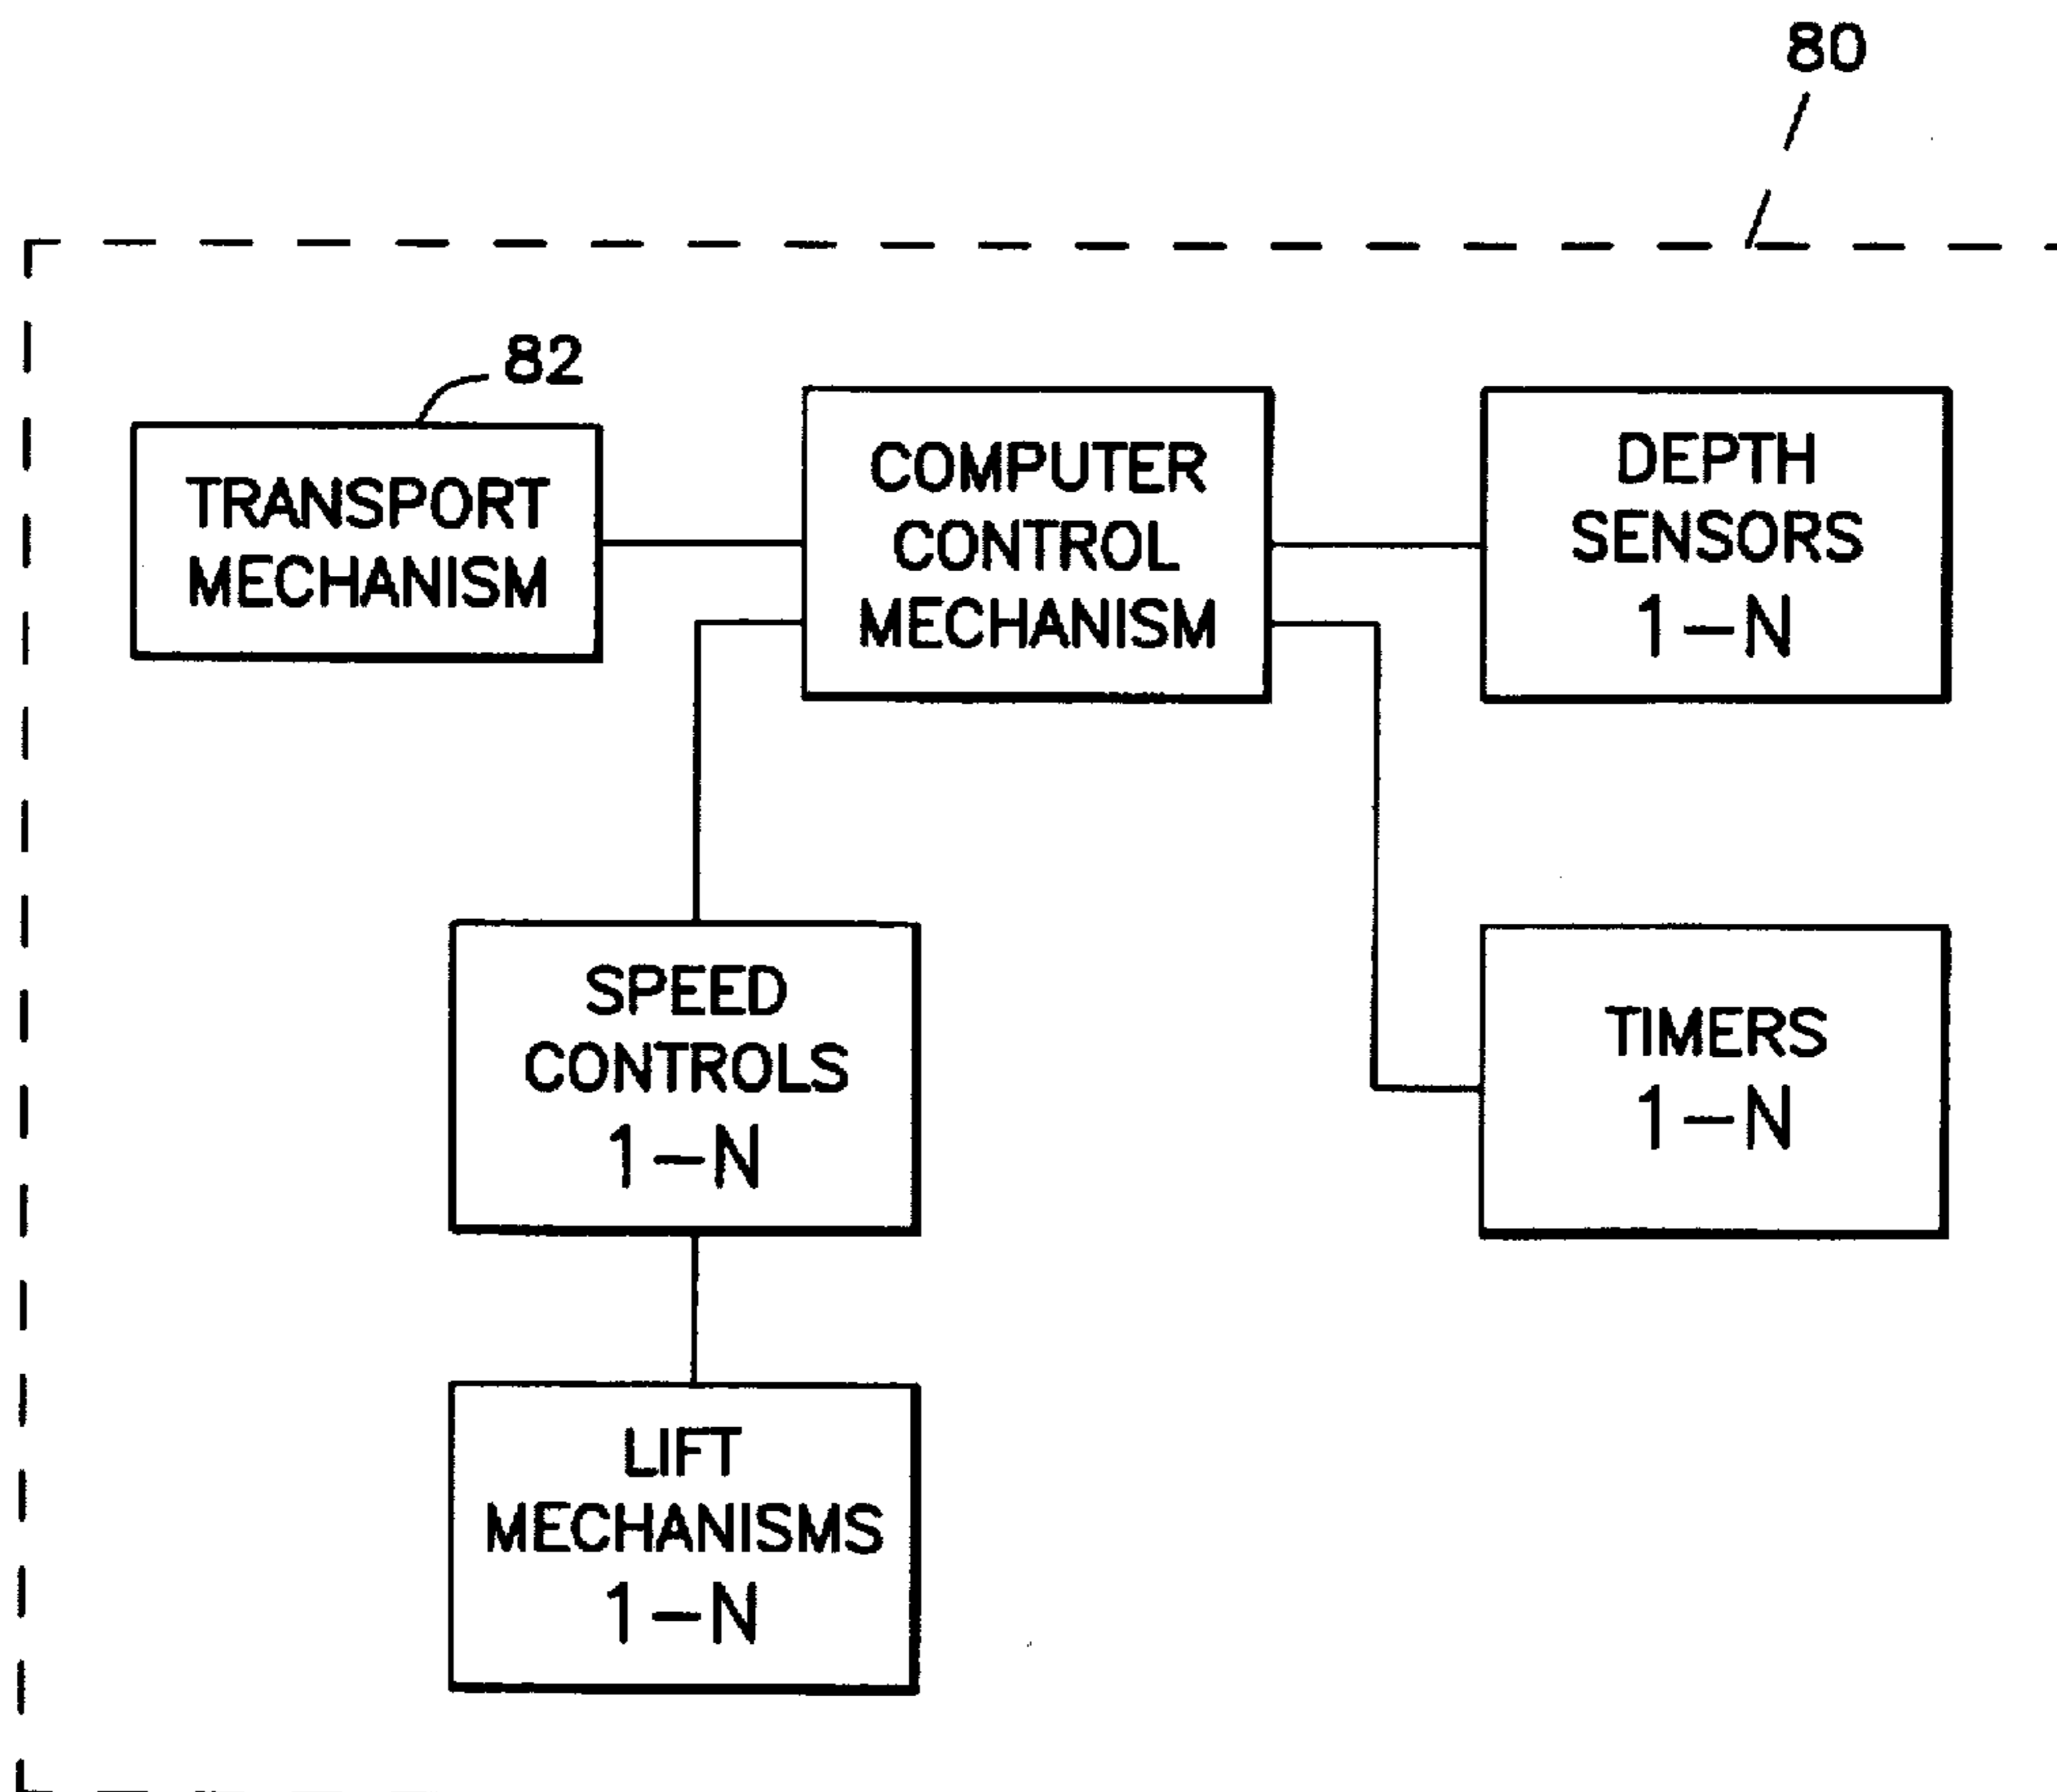 80
82
TRANSPORT
MECHANISM
COMPUTER
CONTROL
MECHANISM
DEPTH
SENSORS
1–N
SPEED
CONTROLS
1–N
TIMERS
1–N
LIFT
MECHANISMS
1–N